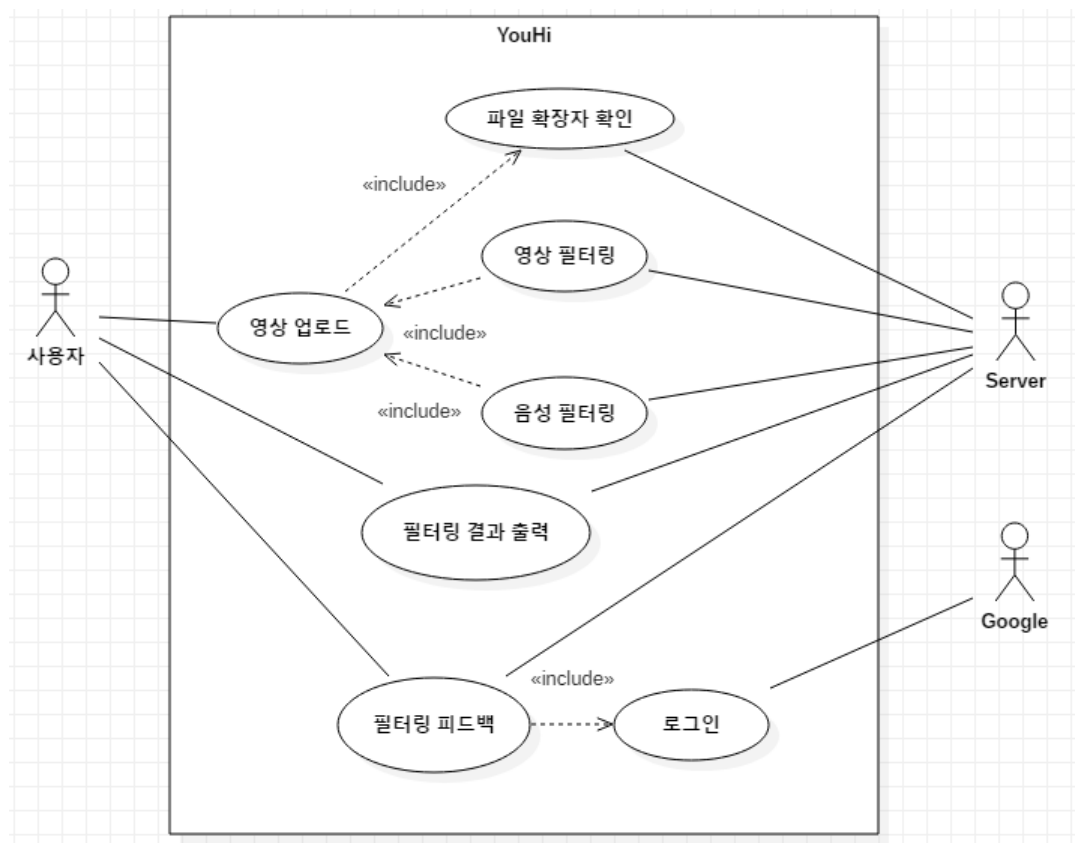 YouHi
파일 확장자 확인
«include»
영상 필터링
영상 업로드
«include»
사용자
Server
«include»
음성 필터링
필터링 결과 출력
Google
«include»
필터링 피드백
로그인